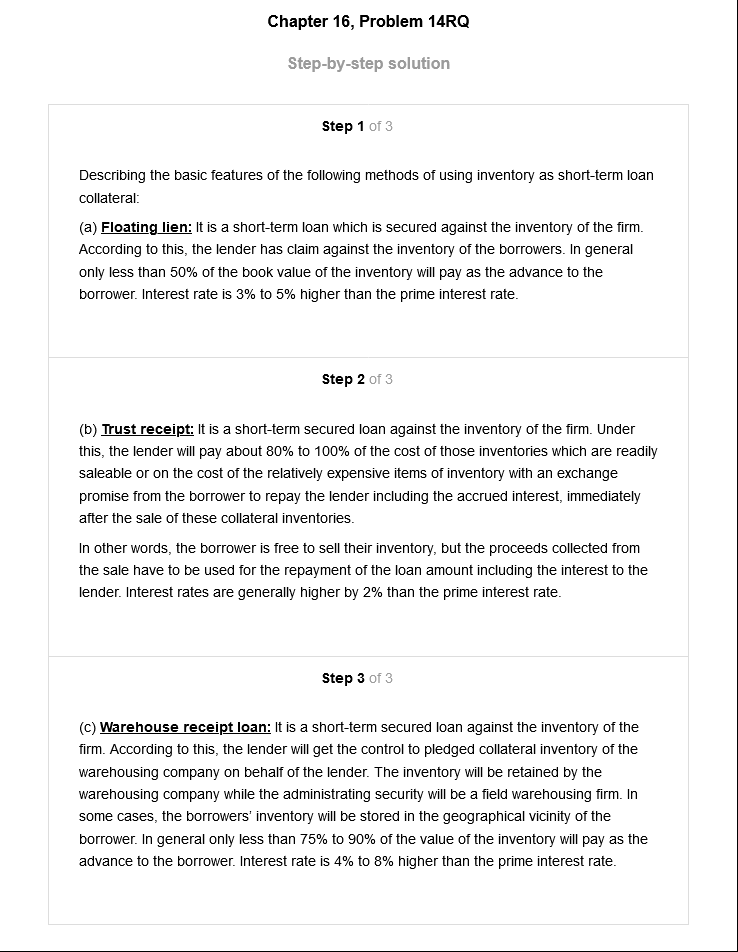 Chapter 16, Problem 14RQ
Step-by-step solution
Step 1 of 3
Describing the basic features of the following methods of using inventory as short-term loan
collateral:
(a) Floating lien: It is a short-term loan which is secured against the inventory of the firm.
According to this, the lender has claim against the inventory of the borrowers. In general
only less than 50% of the book value of the inventory will pay as the advance to the
borrower. Interest rate is 3% to 5% higher than the prime interest rate.
Step 2 of 3
(b) Trust receipt: It is a short-term secured loan against the inventory of the firm. Under
this, the lender will pay about 80% to 100% of the cost of those inventories which are readily
saleable or on the cost of the relatively expensive items of inventory with an exchange
promise from the borrower to repay the lender including the accrued interest, immediately
after the sale of these collateral inventories.
In other words, the borrower is free to sell their inventory, but the proceeds collected from
the sale have to be used for the repayment of the loan amount including the interest to the
lender. Interest rates are generally higher by 2% than the prime interest rate.
Step 3 of 3
(c) Warehouse receipt loan: It is a short-term secured loan against the inventory of the
firm. According to this, the lender will get the control to pledged collateral inventory of the
warehousing company on behalf of the lender. The inventory will be retained by the
warehousing company while the administrating security will be a field warehousing firm. In
some cases, the borrowers' inventory will be stored in the geographical vicinity of the
borrower. In general only less than 75% to 90% of the value of the inventory will pay as the
advance to the borrower. Interest rate is 4% to 8% higher than the prime interest rate.